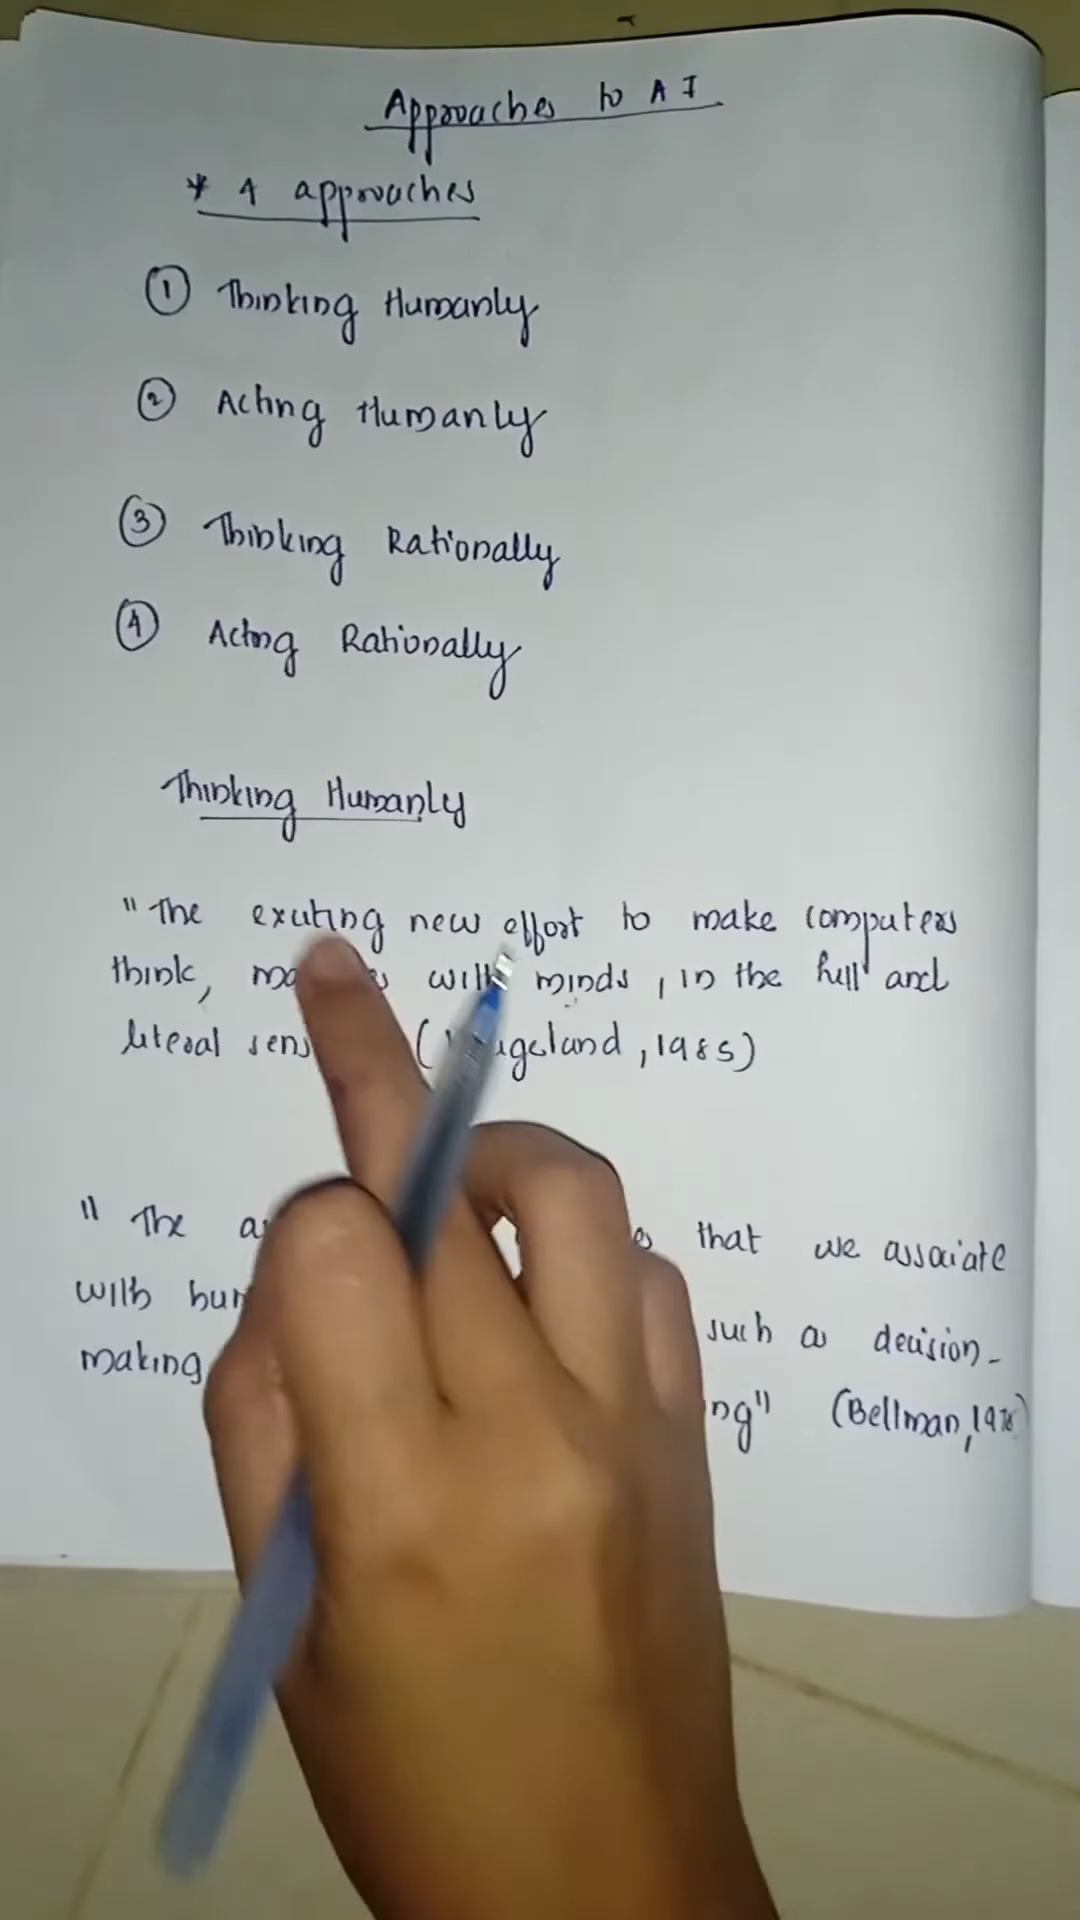 Approaches to AI
* 4 approaches
① Thinking Humanly
② Acting Humanly
③ Thinking Rationally
④ Acting Rationally
Thinking Humanly
"The exciting new effort to make computers
think, with minds, in the full and
literal (
, 1985)
"The that we associate
with such as decision-
making, (Bellman, 1978